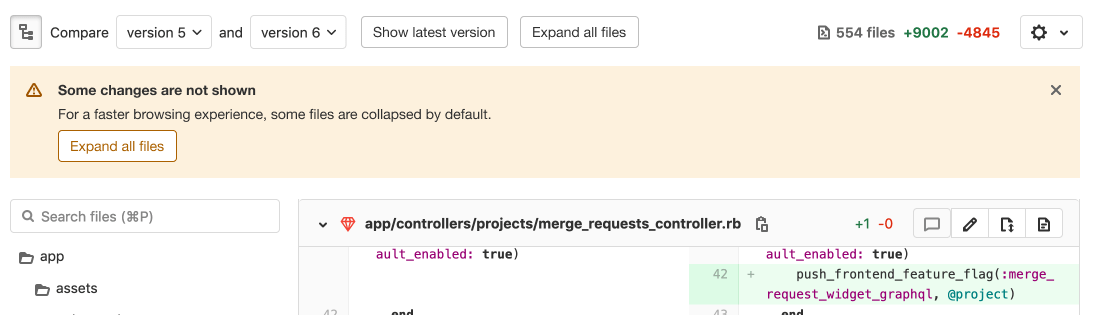 Compare version 5 and version 6 Show latest version Expand all files 554 files +9002 -4845
Some changes are not shown
For a faster browsing experience, some files are collapsed by default.
Expand all files
Search files (⌘P)
app/controllers/projects/merge_requests_controller.rb +1 -0
app
assets
ault_enabled: true) ault_enabled: true)
42 + push_frontend_feature_flag(:merge_
request_widget_graphql, @project)
42 end 43 end